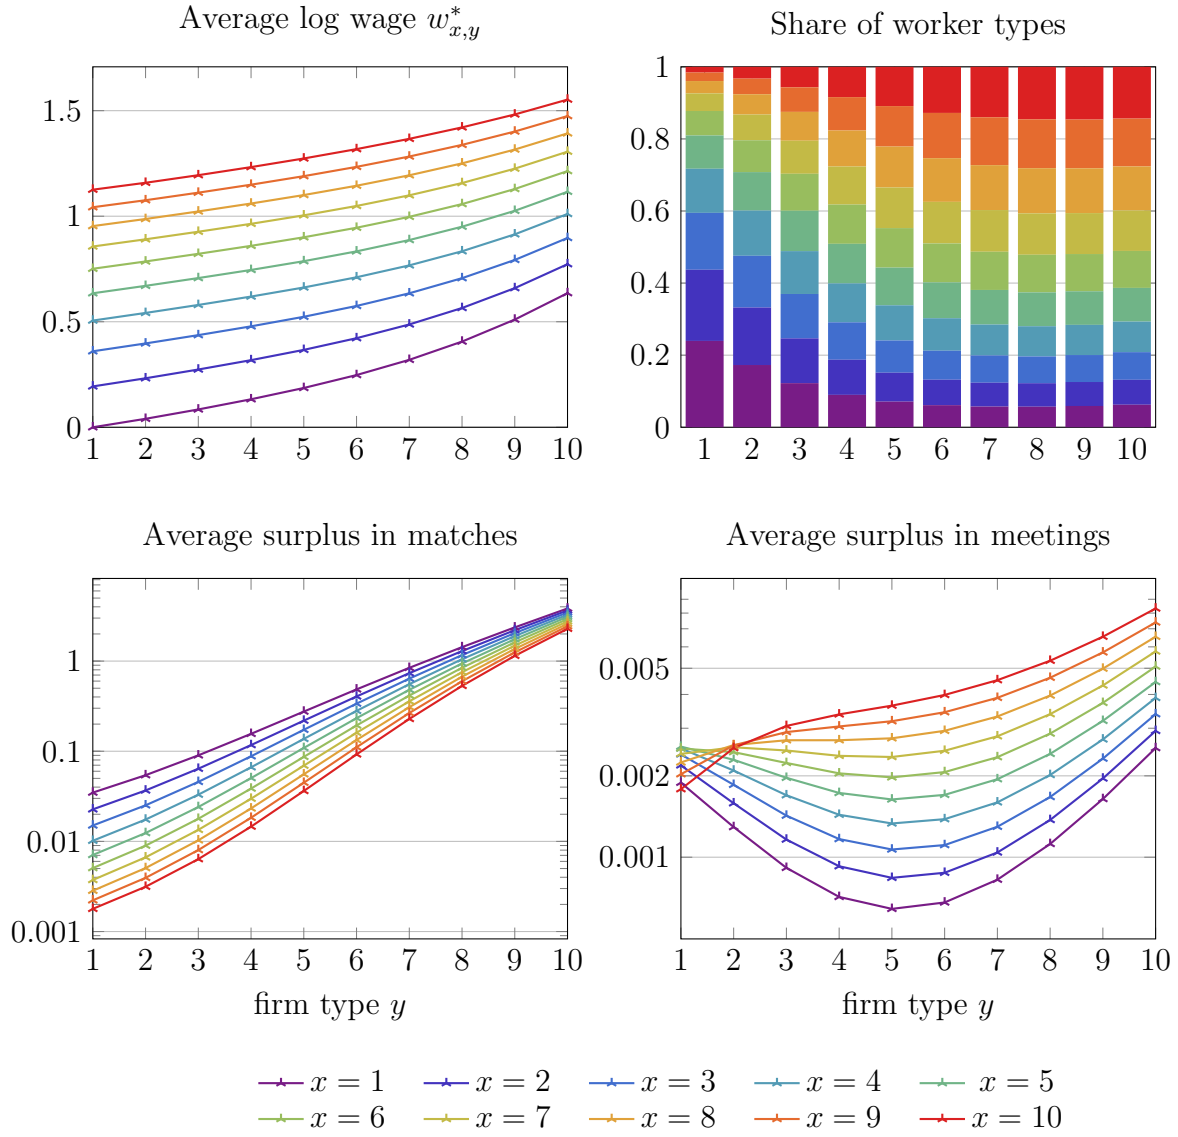 Average log wage $w^*_{x,y}$
Share of worker types
1.5
1
0.5
0
1 2 3 4 5 6 7 8 9 10
1
0.8
0.6
0.4
0.2
0
1 2 3 4 5 6 7 8 9 10
Average surplus in matches
Average surplus in meetings
1
0.1
0.01
0.001
1 2 3 4 5 6 7 8 9 10
firm type y
0.005
0.002
0.001
1 2 3 4 5 6 7 8 9 10
firm type y
x = 1 x = 2 x = 3 x = 4 x = 5
x = 6 x = 7 x = 8 x = 9 x = 10